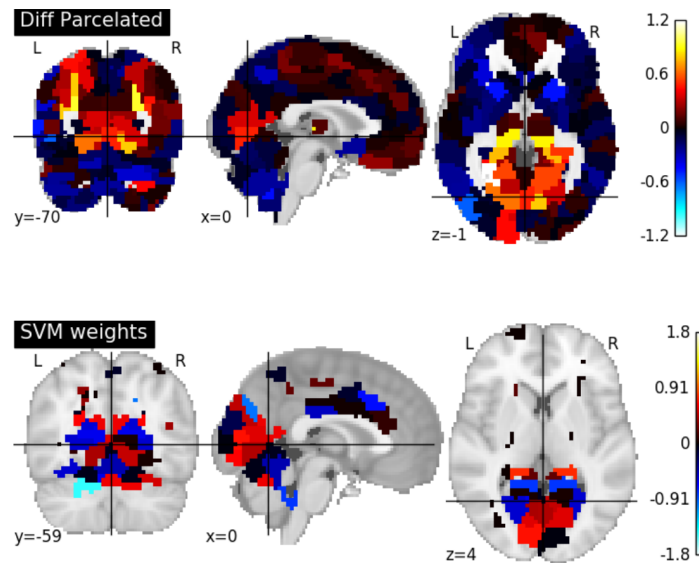 Diff Parcelated
L R
y=-70
x=0
L R
z=-1
1.2
0.6
0
-0.6
-1.2
SVM weights
L R
y=-59
x=0
L R
z=4
1.8
0.91
0
-0.91
-1.8